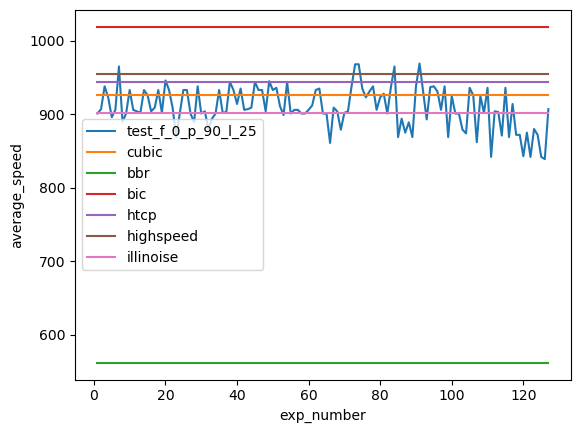 1000
900
800
700
600
average_speed
test_f_0_p_90_l_25
cubic
bbr
bic
htcp
highspeed
illinoise
0
20
40
60
80
100
120
exp_number